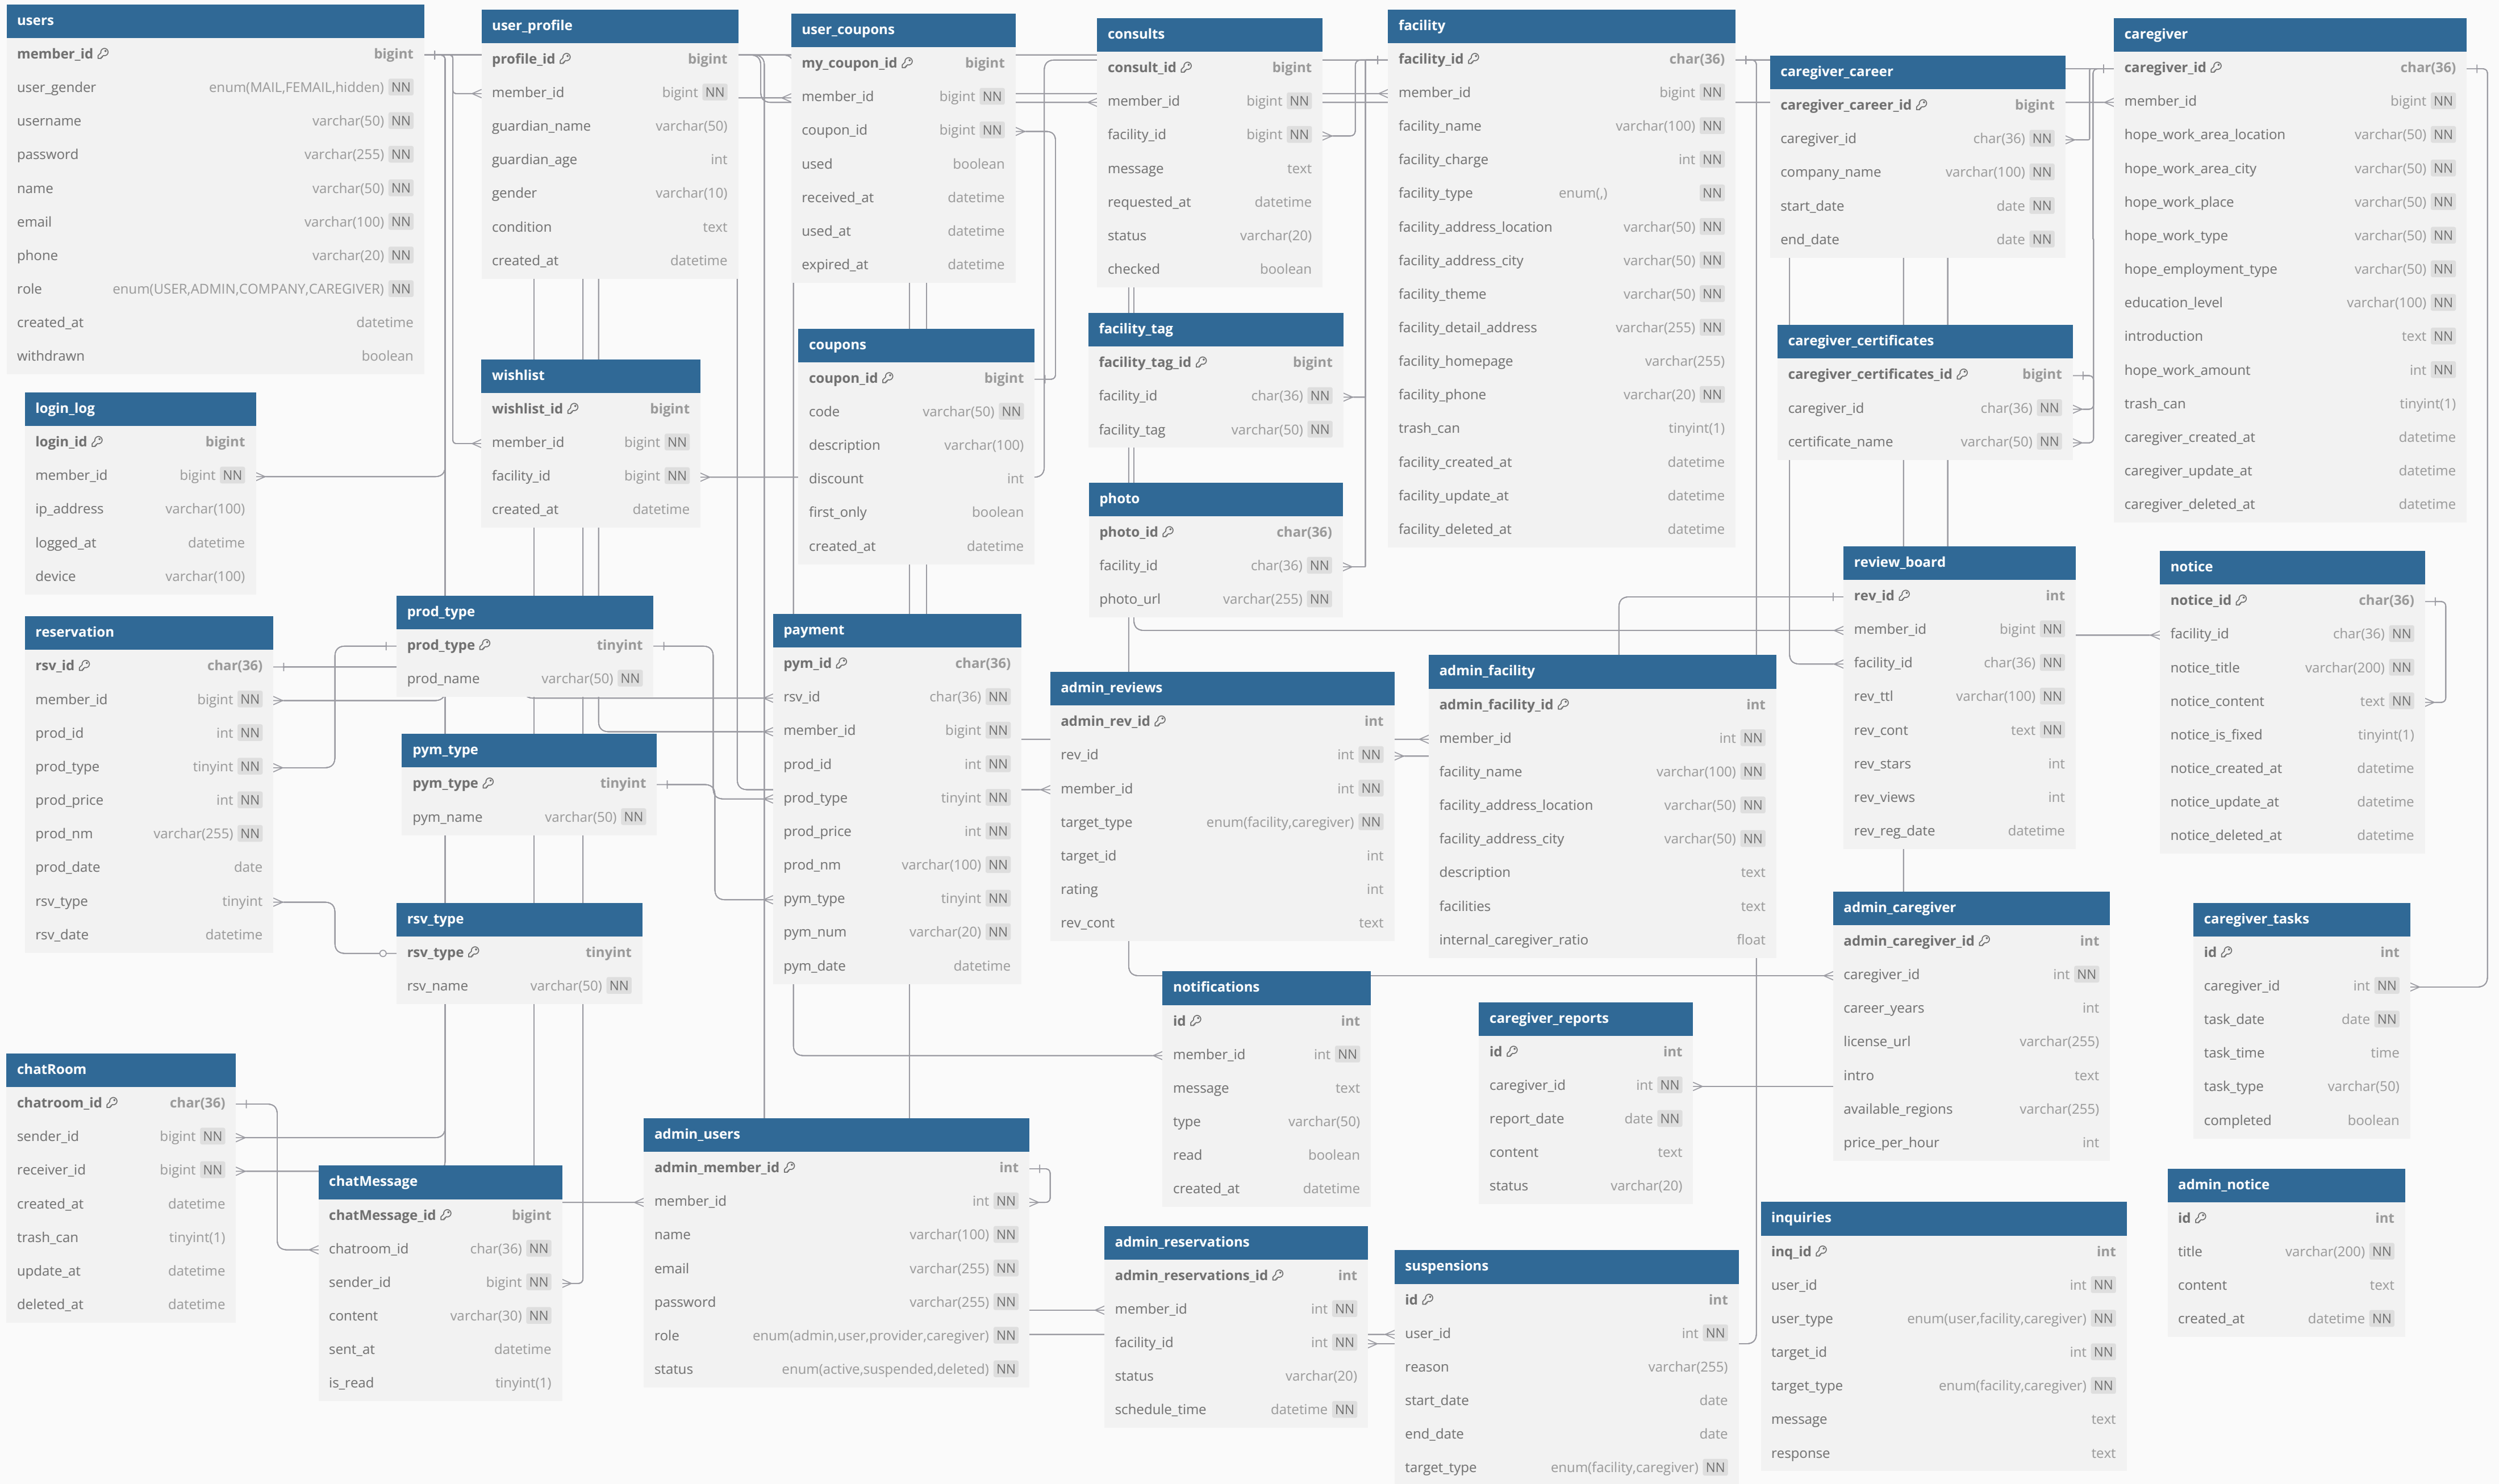 users
member_id bigint
user_gender enum(MAIL,FEMAIL,hidden) NN
username varchar(50) NN
password varchar(255) NN
name varchar(50) NN
email varchar(100) NN
phone varchar(20) NN
role enum(USER,ADMIN,COMPANY,CAREGIVER) NN
created_at datetime
withdrawn boolean
user_profile
profile_id bigint
member_id bigint NN
guardian_name varchar(50)
guardian_age int
gender varchar(10)
condition text
created_at datetime
user_coupons
my_coupon_id bigint
member_id bigint NN
coupon_id bigint NN
used boolean
received_at datetime
used_at datetime
expired_at datetime
consults
consult_id bigint
member_id bigint NN
facility_id bigint NN
message text
requested_at datetime
status varchar(20)
checked boolean
facility
facility_id char(36)
member_id bigint NN
facility_name varchar(100) NN
facility_charge int NN
facility_type enum(,) NN
facility_address_location varchar(50) NN
facility_address_city varchar(50) NN
facility_theme varchar(50) NN
facility_detail_address varchar(255) NN
facility_homepage varchar(255)
facility_phone varchar(20) NN
trash_can tinyint(1)
facility_created_at datetime
facility_update_at datetime
facility_deleted_at datetime
caregiver_career
caregiver_career_id bigint
caregiver_id char(36) NN
company_name varchar(100) NN
start_date date NN
end_date date NN
caregiver
caregiver_id char(36)
member_id bigint NN
hope_work_area_location varchar(50) NN
hope_work_area_city varchar(50) NN
hope_work_place varchar(50) NN
hope_work_type varchar(50) NN
hope_employment_type varchar(50) NN
education_level varchar(100) NN
introduction text NN
hope_work_amount int NN
trash_can tinyint(1)
caregiver_created_at datetime
caregiver_update_at datetime
caregiver_deleted_at datetime
login_log
login_id bigint
member_id bigint NN
ip_address varchar(100)
logged_at datetime
device varchar(100)
wishlist
wishlist_id bigint
member_id bigint NN
facility_id bigint NN
created_at datetime
coupons
coupon_id bigint
code varchar(50) NN
description varchar(100)
discount int
first_only boolean
created_at datetime
facility_tag
facility_tag_id bigint
facility_id char(36) NN
facility_tag varchar(50) NN
photo
photo_id char(36)
facility_id char(36) NN
photo_url varchar(255) NN
caregiver_certificates
caregiver_certificates_id bigint
caregiver_id char(36) NN
certificate_name varchar(50) NN
reservation
rsv_id char(36)
member_id bigint NN
prod_id int NN
prod_type tinyint NN
prod_price int NN
prod_nm varchar(255) NN
prod_date date
rsv_type tinyint
rsv_date datetime
prod_type
prod_type tinyint
prod_name varchar(50) NN
pym_type
pym_type tinyint
pym_name varchar(50) NN
rsv_type
rsv_type tinyint
rsv_name varchar(50) NN
payment
pym_id char(36)
rsv_id char(36) NN
member_id bigint NN
prod_id int NN
prod_type tinyint NN
prod_price int NN
prod_nm varchar(100) NN
pym_type tinyint NN
pym_num varchar(20) NN
pym_date datetime
admin_reviews
admin_rev_id int
rev_id int NN
member_id int NN
target_type enum(facility,caregiver) NN
target_id int
rating int
rev_cont text
admin_facility
admin_facility_id int
member_id int NN
facility_name varchar(100) NN
facility_address_location varchar(50) NN
facility_address_city varchar(50) NN
description text
facilities text
internal_caregiver_ratio float
review_board
rev_id int
member_id bigint NN
facility_id char(36) NN
rev_ttl varchar(100) NN
rev_cont text NN
rev_stars int
rev_views int
rev_reg_date datetime
notice
notice_id char(36)
facility_id char(36) NN
notice_title varchar(200) NN
notice_content text NN
notice_is_fixed tinyint(1)
notice_created_at datetime
notice_update_at datetime
notice_deleted_at datetime
chatRoom
chatroom_id char(36)
sender_id bigint NN
receiver_id bigint NN
created_at datetime
trash_can tinyint(1)
update_at datetime
deleted_at datetime
chatMessage
chatMessage_id bigint
chatroom_id char(36) NN
sender_id bigint NN
content varchar(30) NN
sent_at datetime
is_read tinyint(1)
admin_users
admin_member_id int
member_id int NN
name varchar(100) NN
email varchar(255) NN
password varchar(255) NN
role enum(admin,user,provider,caregiver) NN
status enum(active,suspended,deleted) NN
notifications
id int
member_id int NN
message text
type varchar(50)
read boolean
created_at datetime
admin_reservations
admin_reservations_id int
member_id int NN
facility_id int NN
status varchar(20)
schedule_time datetime NN
caregiver_reports
id int
caregiver_id int NN
report_date date NN
content text
status varchar(20)
suspensions
id int
user_id int NN
reason varchar(255)
start_date date
end_date date
target_type enum(facility,caregiver) NN
admin_caregiver
admin_caregiver_id int
caregiver_id int NN
career_years int
license_url varchar(255)
intro text
available_regions varchar(255)
price_per_hour int
inquiries
inq_id int
user_id int NN
user_type enum(user,facility,caregiver) NN
target_id int NN
target_type enum(facility,caregiver) NN
message text
response text
caregiver_tasks
id int
caregiver_id int NN
task_date date NN
task_time time
task_type varchar(50)
completed boolean
admin_notice
id int
title varchar(200) NN
content text
created_at datetime NN